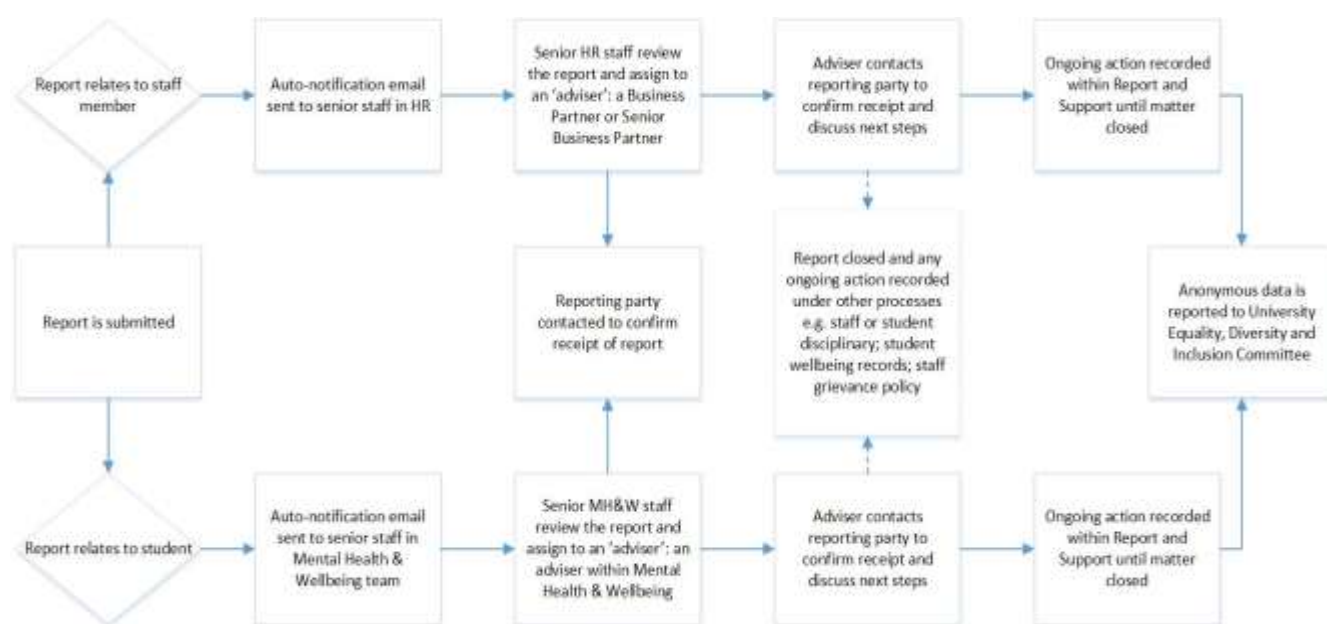 Report relates to staff
member
Auto-notification email
sent to senior staff in HR
Senior HR staff review
the report and assign to
an 'adviser': a Business
Partner or Senior
Business Partner
Adviser contacts
reporting party to
confirm receipt and
discuss next steps
Ongoing action recorded
within Report and
Support until matter
closed
Report is submitted
Reporting party
contacted to confirm
receipt of report
Report closed and any
ongoing action recorded
under other processes
e.g. staff or student
disciplinary; student
wellbeing records; staff
grievance policy
Anonymous data is
reported to University
Equality, Diversity and
Inclusion Committee
Report relates to student
Auto-notification email
sent to senior staff in
Mental Health &
Wellbeing team
Senior MH&W staff
review the report and
assign to an 'adviser': an
adviser within Mental
Health & Wellbeing
Adviser contacts
reporting party to
confirm receipt and
discuss next steps
Ongoing action recorded
within Report and
Support until matter
closed